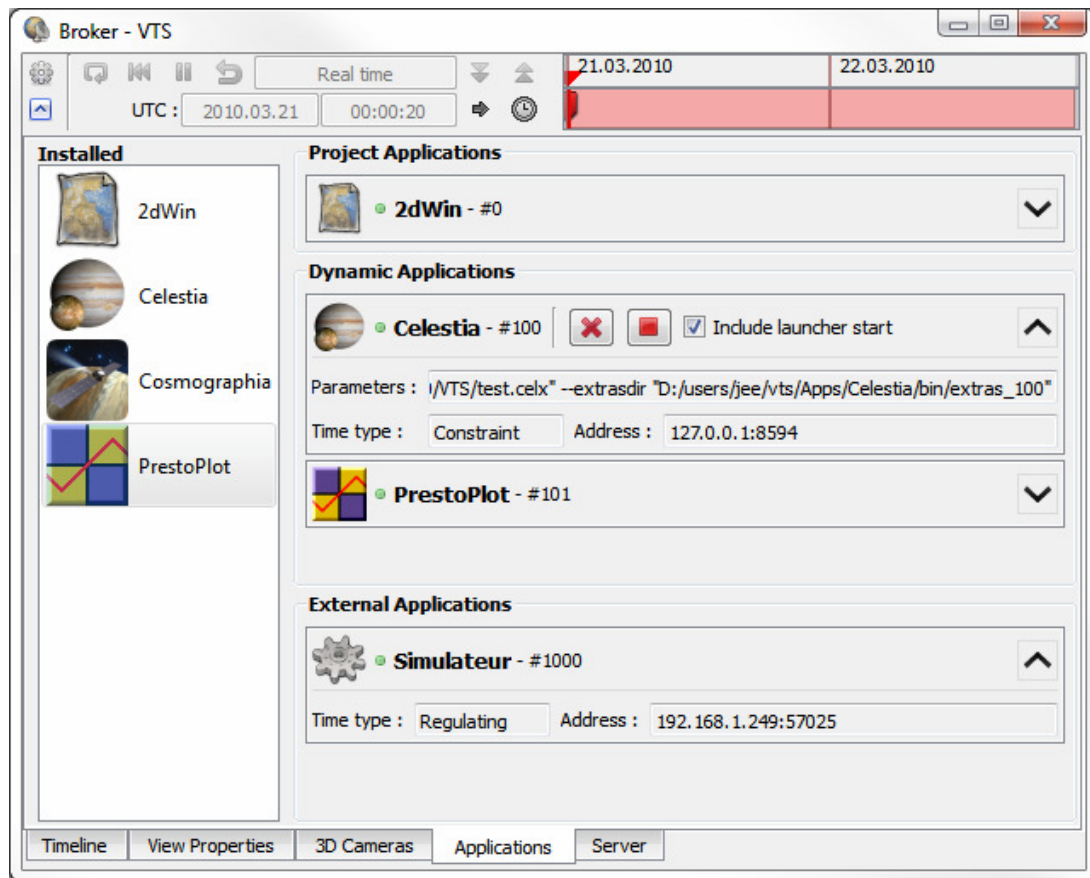 Broker - VTS
Real time
21.03.2010 22.03.2010
UTC : 2010.03.21 00:00:20
Installed
2dWin
Celestia
Cosmographia
PrestoPlot
Project Applications
2dWin - #0
Dynamic Applications
Celestia - #100 Include launcher start
Parameters : /VTS/test.celx" --extrasdir "D:/users/jee/vts/Apps/Celestia/bin/extras_100"
Time type : Constraint Address : 127.0.0.1:8594
PrestoPlot - #101
External Applications
Simulateur - #1000
Time type : Regulating Address : 192.168.1.249:57025
Timeline View Properties 3D Cameras Applications Server